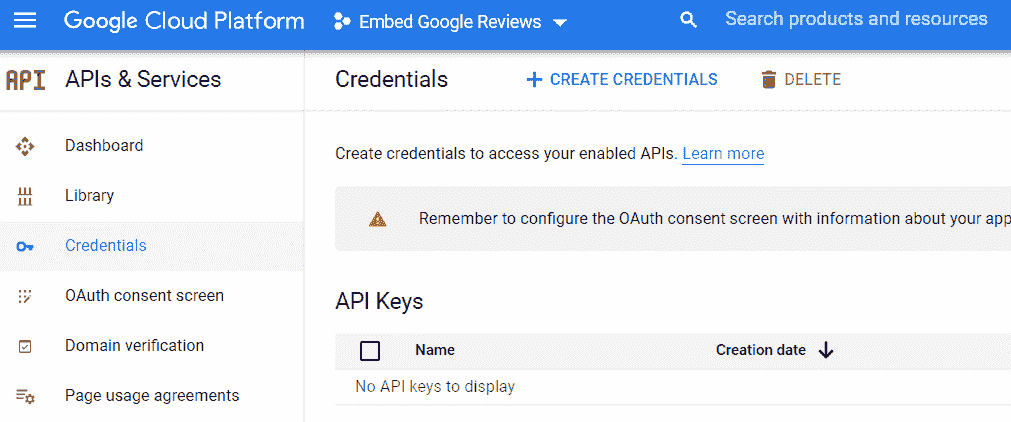 Google Cloud Platform
Embed Google Reviews
Search products and resources
API
APIs & Services
Credentials
CREATE CREDENTIALS
DELETE
Dashboard
Library
Credentials
OAuth consent screen
Domain verification
Page usage agreements
Create credentials to access your enabled APIs. Learn more
Remember to configure the OAuth consent screen with information about your app
API Keys
Name
Creation date
No API keys to display